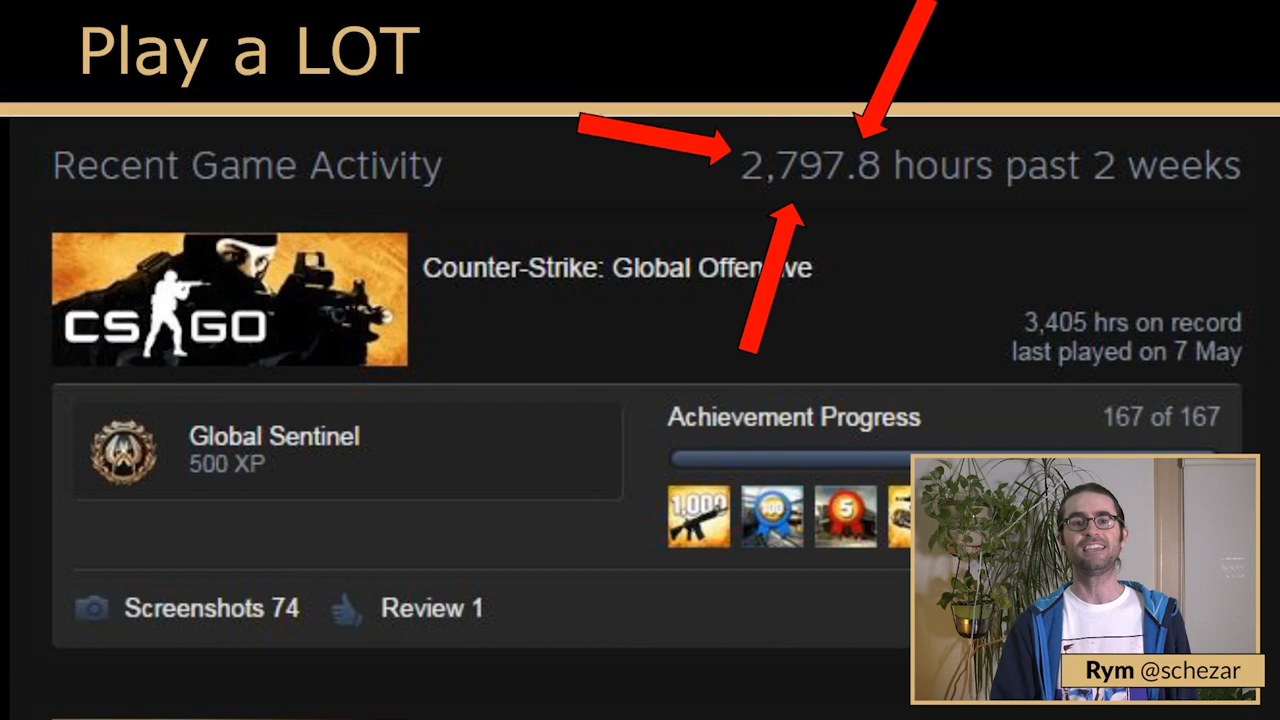 Play a LOT
Recent Game Activity
2,797.8 hours past 2 weeks
CS GO
Counter-Strike: Global Offen ve
3,405 hrs on record
last played on 7 May
Global Sentinel
500 XP
Achievement Progress
167 of 167
1,000
100
5
Screenshots 74
Review 1
Rym @schezar